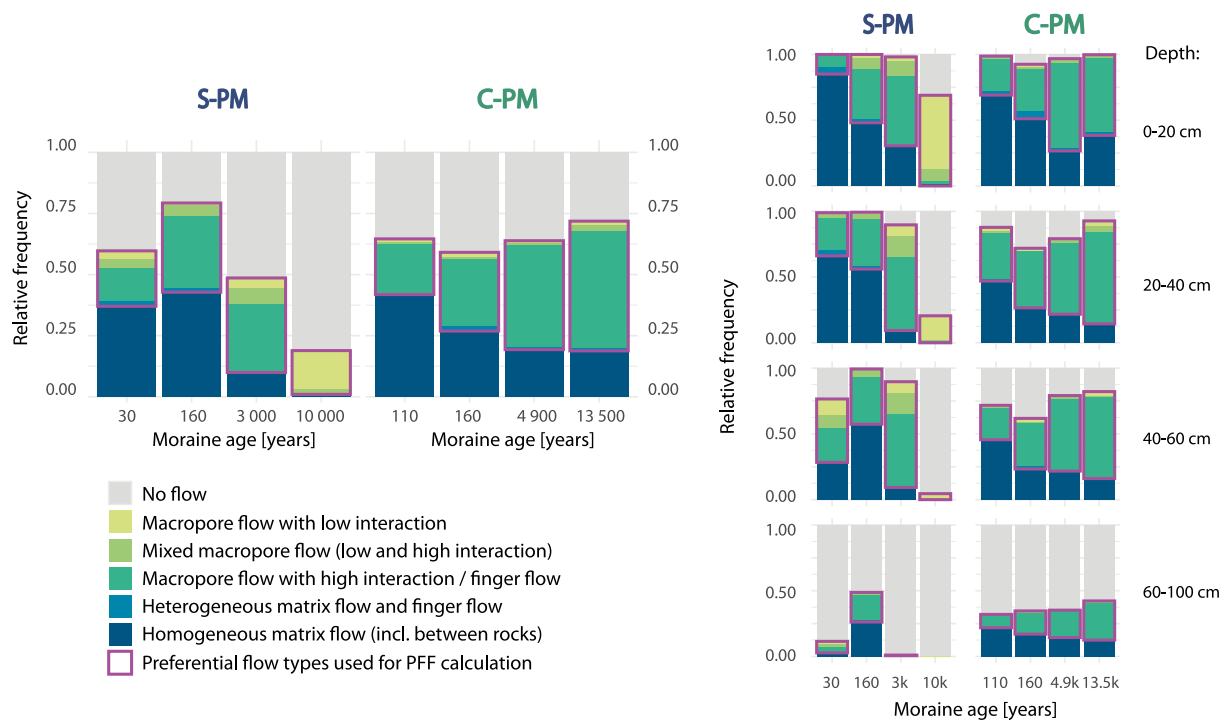 S-PM
C-PM
1.00
0.75
0.50
0.25
0.00
Relative frequency
1.00
0.75
0.50
0.25
0.00
30 160 3 000 10 000
110 160 4 900 13 500
Moraine age [years]
Moraine age [years]
No flow
Macropore flow with low interaction
Mixed macropore flow (low and high interaction)
Macropore flow with high interaction / finger flow
Heterogeneous matrix flow and finger flow
Homogeneous matrix flow (incl. between rocks)
Preferential flow types used for PFF calculation
S-PM
C-PM
Depth:
Relative frequency
1.00
0.50
0.00
0-20 cm
1.00
0.50
0.00
20-40 cm
1.00
0.50
0.00
40-60 cm
1.00
0.50
0.00
60-100 cm
30 160 3k 10k
110 160 4.9k 13.5k
Moraine age [years]